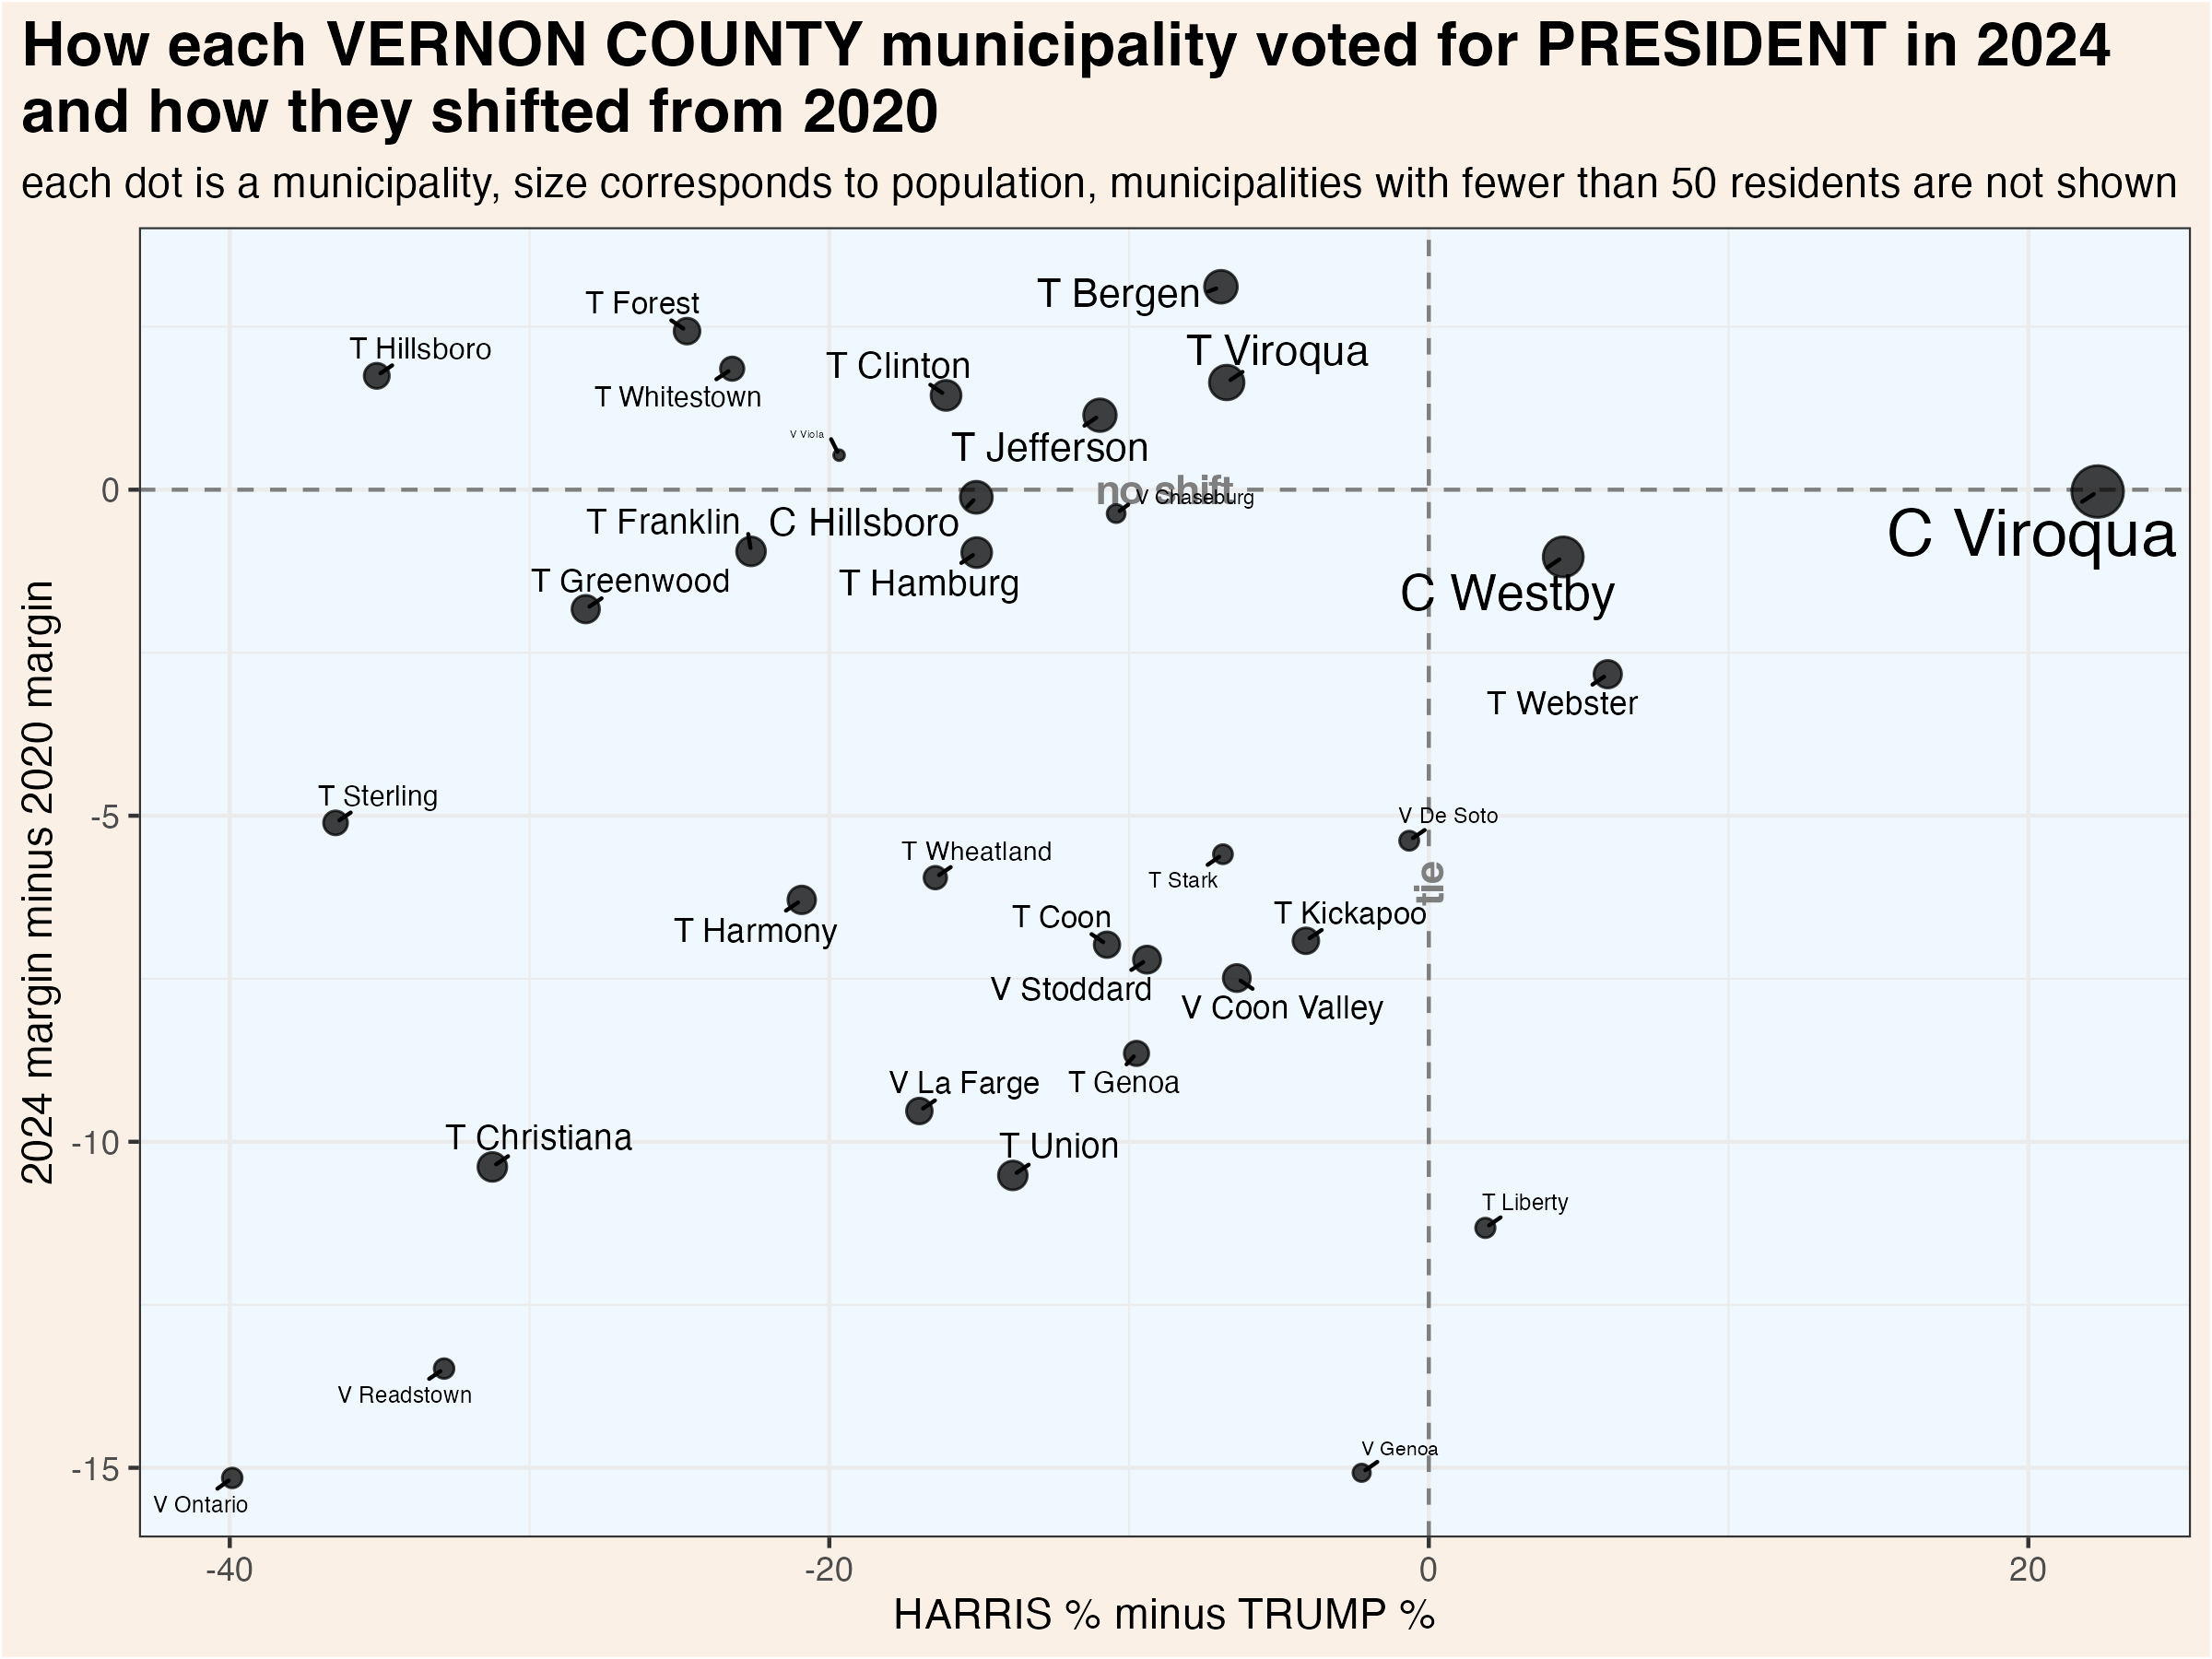 How each VERNON COUNTY municipality voted for PRESIDENT in 2024
and how they shifted from 2020
each dot is a municipality, size corresponds to population, municipalities with fewer than 50 residents are not shown
T Bergen
T Forest
T Hillsboro
T Viroqua
T Clinton
T Whitestown
V Viola
T Jefferson
0
no shift
V Chaseburg
T Franklin
C Hillsboro
C Viroqua
T Greenwood
T Hamburg
C Westby
T Webster
T Sterling
-5
V De Soto
T Wheatland
T Stark
tie
T Harmony
T Coon
T Kickapoo
V Stoddard
V Coon Valley
V La Farge
T Genoa
T Christiana
-10
T Union
T Liberty
V Readstown
V Genoa
-15
V Ontario
2024 margin minus 2020 margin
-40
-20
0
20
HARRIS % minus TRUMP %